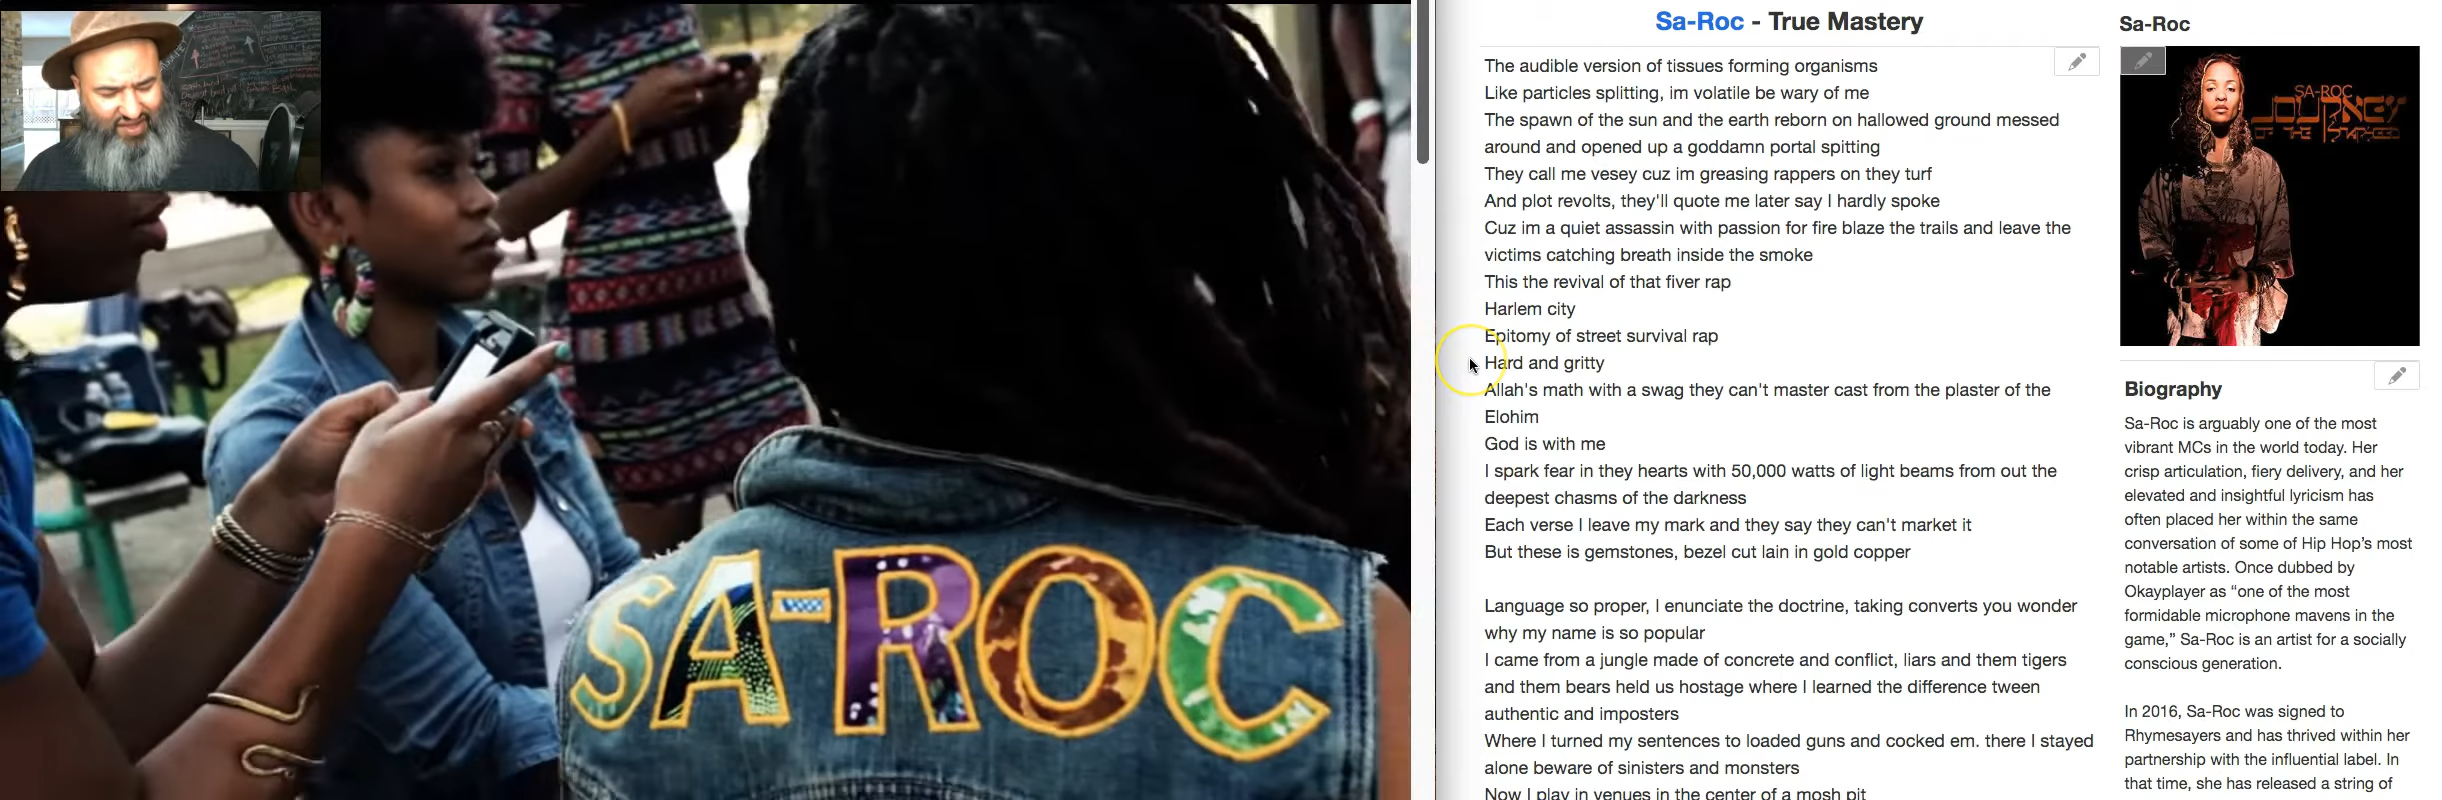 SA-ROC
Sa-Roc - True Mastery
The audible version of tissues forming organisms
Like particles splitting, im volatile be wary of me
The spawn of the sun and the earth reborn on hallowed ground messed
around and opened up a goddamn portal spitting
They call me vesey cuz im greasing rappers on they turf
And plot revolts, they'll quote me later say I hardly spoke
Cuz im a quiet assassin with passion for fire blaze the trails and leave the
victims catching breath inside the smoke
This the revival of that fiver rap
Harlem city
Epitomy of street survival rap
Hard and gritty
Allah's math with a swag they can't master cast from the plaster of the
Elohim
God is with me
I spark fear in they hearts with 50,000 watts of light beams from out the
deepest chasms of the darkness
Each verse I leave my mark and they say they can't market it
But these is gemstones, bezel cut lain in gold copper
Language so proper, I enunciate the doctrine, taking converts you wonder
why my name is so popular
I came from a jungle made of concrete and conflict, liars and them tigers
and them bears held us hostage where I learned the difference tween
authentic and imposters
Where I turned my sentences to loaded guns and cocked em. there I stayed
alone beware of sinisters and monsters
Now I play in venues in the center of a mosh pit
Sa-Roc
SA-ROC
JOURNEY
OF THE STARSEED
Biography
Sa-Roc is arguably one of the most
vibrant MCs in the world today. Her
crisp articulation, fiery delivery, and her
elevated and insightful lyricism has
often placed her within the same
conversation of some of Hip Hop's most
notable artists. Once dubbed by
Okayplayer as “one of the most
formidable microphone mavens in the
game,” Sa-Roc is an artist for a socially
conscious generation.
In 2016, Sa-Roc was signed to
Rhymesayers and has thrived within her
partnership with the influential label. In
that time, she has released a string of